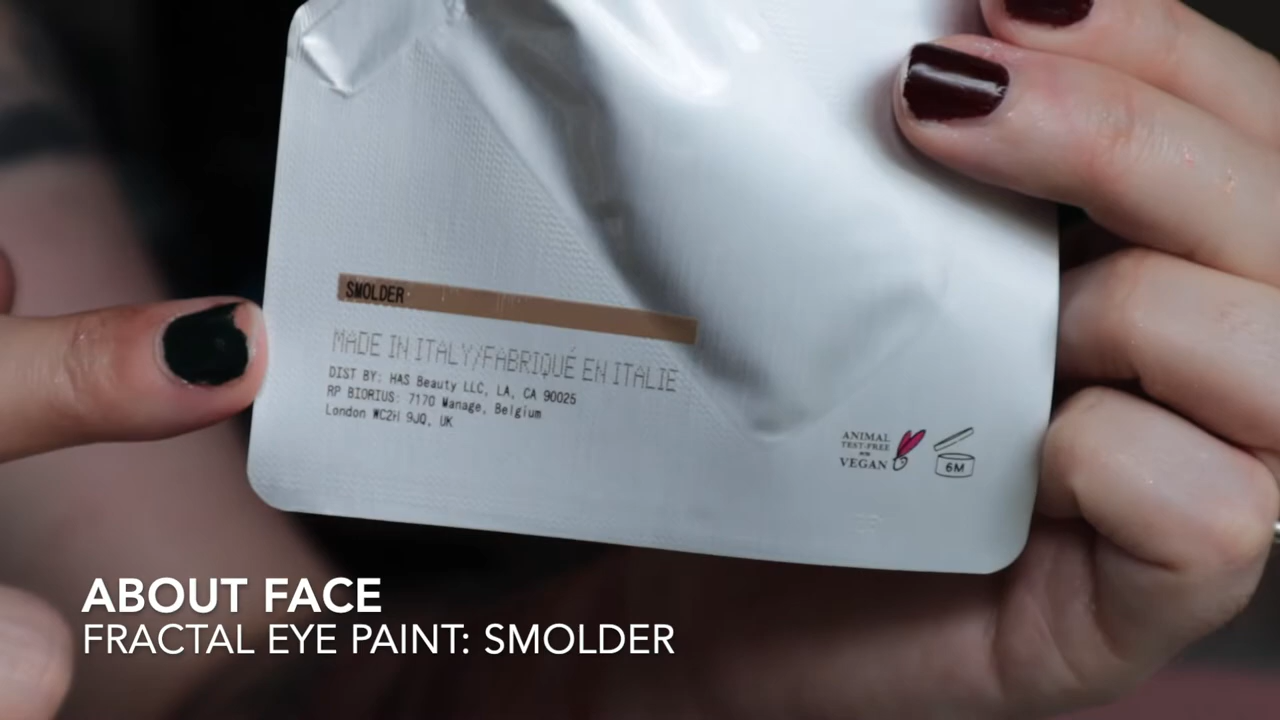 SMOLDER
MADE IN ITALY/FABRIQUÉ EN ITALIE
DIST BY: HAS Beauty LLC, LA, CA 90025
RP BIORIUS: 7170 Manage, Belgium
London WC2H 9JQ, UK
ANIMAL
TEST-FREE
VEGAN
6M
ABOUT FACE
FRACTAL EYE PAINT: SMOLDER